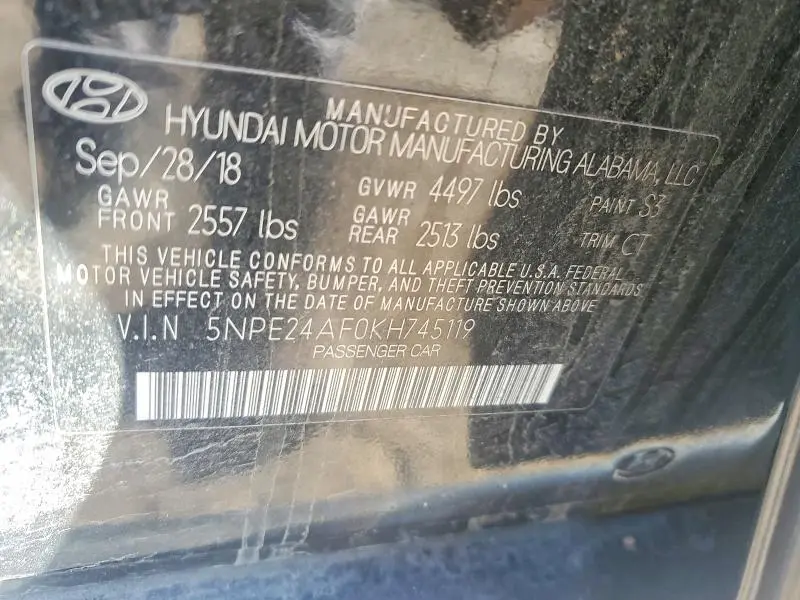 MANUFACTURED BY
HYUNDAI MOTOR MANUFACTURING ALABAMA, LLC
Sep/28/18 GVWR 4497 lbs PAINT S3
GAWR FRONT 2557 lbs GAWR REAR 2513 lbs TRIM CT
THIS VEHICLE CONFORMS TO ALL APPLICABLE U.S.A. FEDERAL
MOTOR VEHICLE SAFETY, BUMPER, AND THEFT PREVENTION STANDARDS
IN EFFECT ON THE DATE OF MANUFACTURE SHOWN ABOVE
V.I.N 5NPE24AF0KH745119
PASSENGER CAR